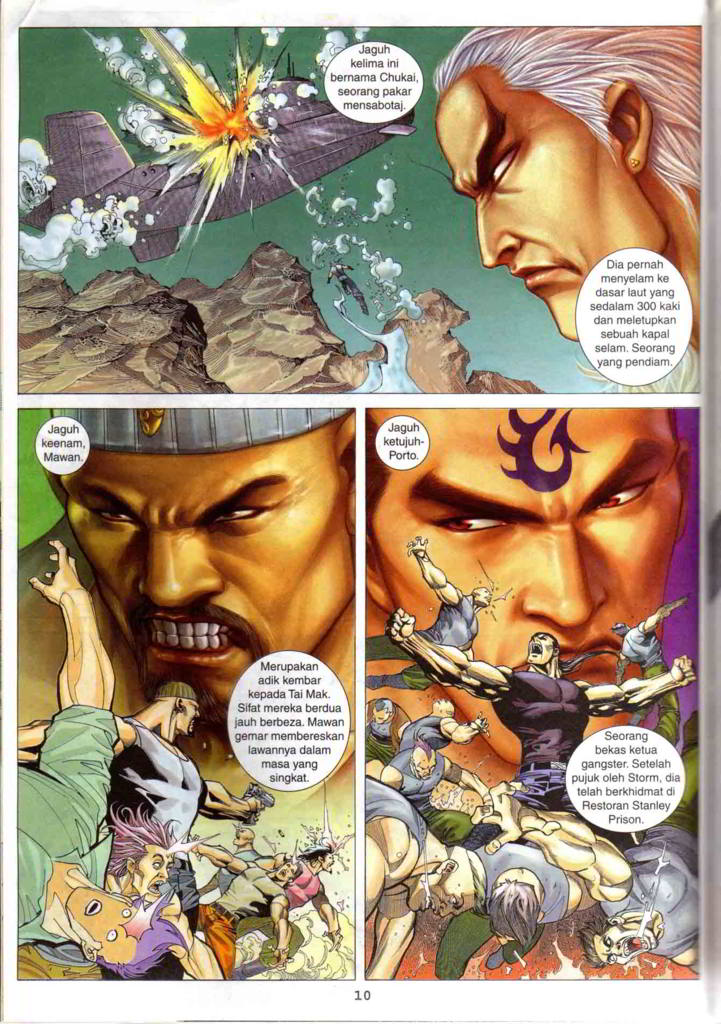 Jaguh
kelima ini
bernama Chukai,
seorang pakar
mensabotaj.
Dia pernah
menyelam ke
dasar laut yang
sedalam 300 kaki
dan meletupkan
sebuah kapal
selam. Seorang
yang pendiam.
Jaguh
keenam,
Mawan.
Merupakan
adik kembar
kepada Tai Mak.
Sifat mereka berdua
jauh berbeza. Mawan
gemar membereskan
lawannya dalam
masa yang
singkat.
Jaguh
ketujuh-
Porto.
Seorang
bekas ketua
gangster. Setelah
pujuk oleh Storm, dia
telah berkhidmat di
Restoran Stanley
Prison.
10